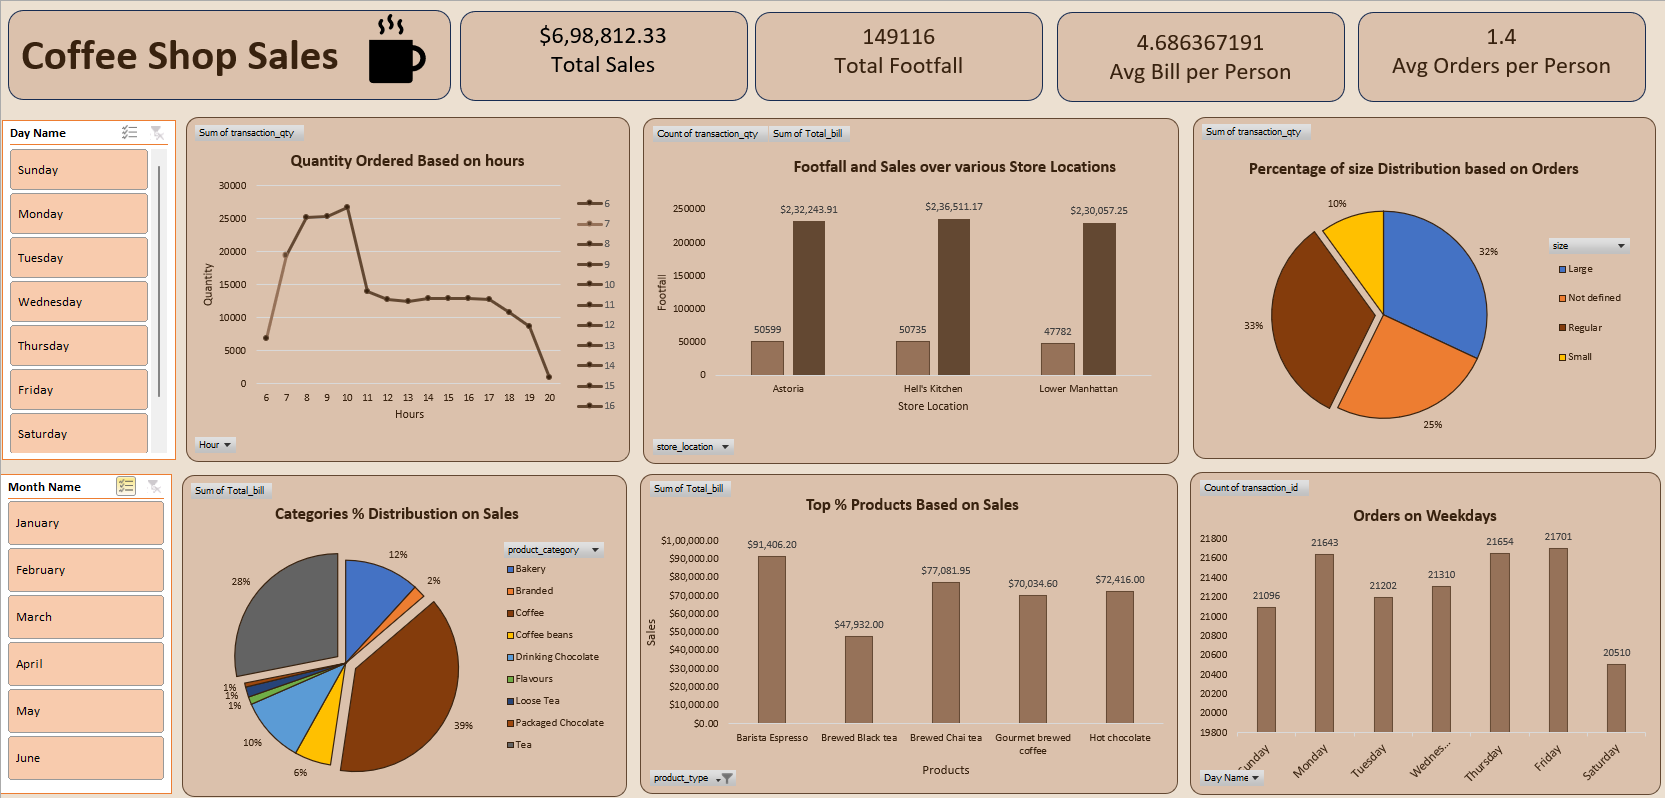 Coffee Shop Sales
$6,98,812.33
Total Sales
149116
Total Footfall
4.686367191
Avg Bill per Person
1.4
Avg Orders per Person
Day Name
Sunday
Monday
Tuesday
Wednesday
Thursday
Friday
Saturday
Month Name
January
February
March
April
May
June
Sum of transaction_qty
Quantity Ordered Based on hours
30000
25000
20000
15000
10000
5000
0
Quantity
6 7 8 9 10 11 12 13 14 15 16 17 18 19 20
Hours
6
7
8
9
10
11
12
13
14
15
16
Hour
Count of transaction_qty Sum of Total_bill
Footfall and Sales over various Store Locations
250000
200000
150000
100000
50000
0
Footfall
$2,32,243.91
$2,36,511.17
$2,30,057.25
50599
50735
47782
Astoria Hell's Kitchen Lower Manhattan
Store Location
store_location
Sum of transaction_qty
Percentage of size Distribution based on Orders
10%
32%
33%
25%
size
Large
Not defined
Regular
Small
Sum of Total_bill
Categories % Distribustion on Sales
12%
2%
28%
39%
1%
1%
1%
10%
6%
product_category
Bakery
Branded
Coffee
Coffee beans
Drinking Chocolate
Flavours
Loose Tea
Packaged Chocolate
Tea
Sum of Total_bill
Top % Products Based on Sales
$1,00,000.00
$90,000.00
$80,000.00
$70,000.00
$60,000.00
$50,000.00
$40,000.00
$30,000.00
$20,000.00
$10,000.00
$0.00
Sales
$91,406.20
$47,932.00
$77,081.95
$70,034.60
$72,416.00
Barista Espresso Brewed Black tea Brewed Chai tea Gourmet brewed coffee Hot chocolate
Products
product_type
Count of transaction_id
Orders on Weekdays
21800
21600
21400
21200
21000
20800
20600
20400
20200
20000
19800
21096
21643
21202
21310
21654
21701
20510
unday Monday Tuesday Wednes... Thursday Friday Saturday
Day Name